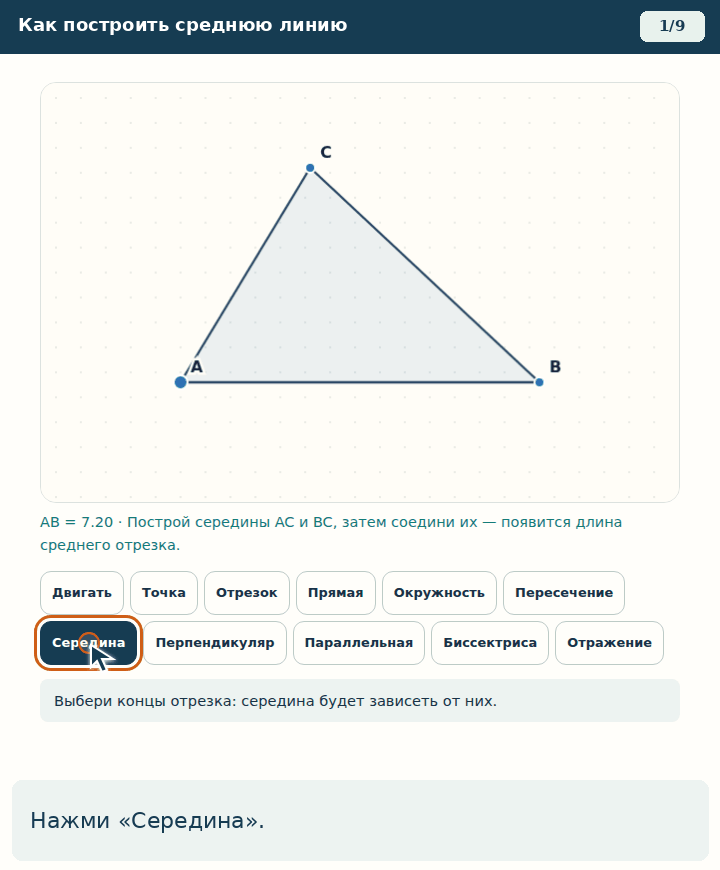 Как построить среднюю линию
1/9
C
A
B
AB = 7.20 · Построй середины AC и BC, затем соедини их — появится длина
среднего отрезка.
Двигать
Точка
Отрезок
Прямая
Окружность
Пересечение
Середина
Перпендикуляр
Параллельная
Биссектриса
Отражение
Выбери концы отрезка: середина будет зависеть от них.
Нажми «Середина».